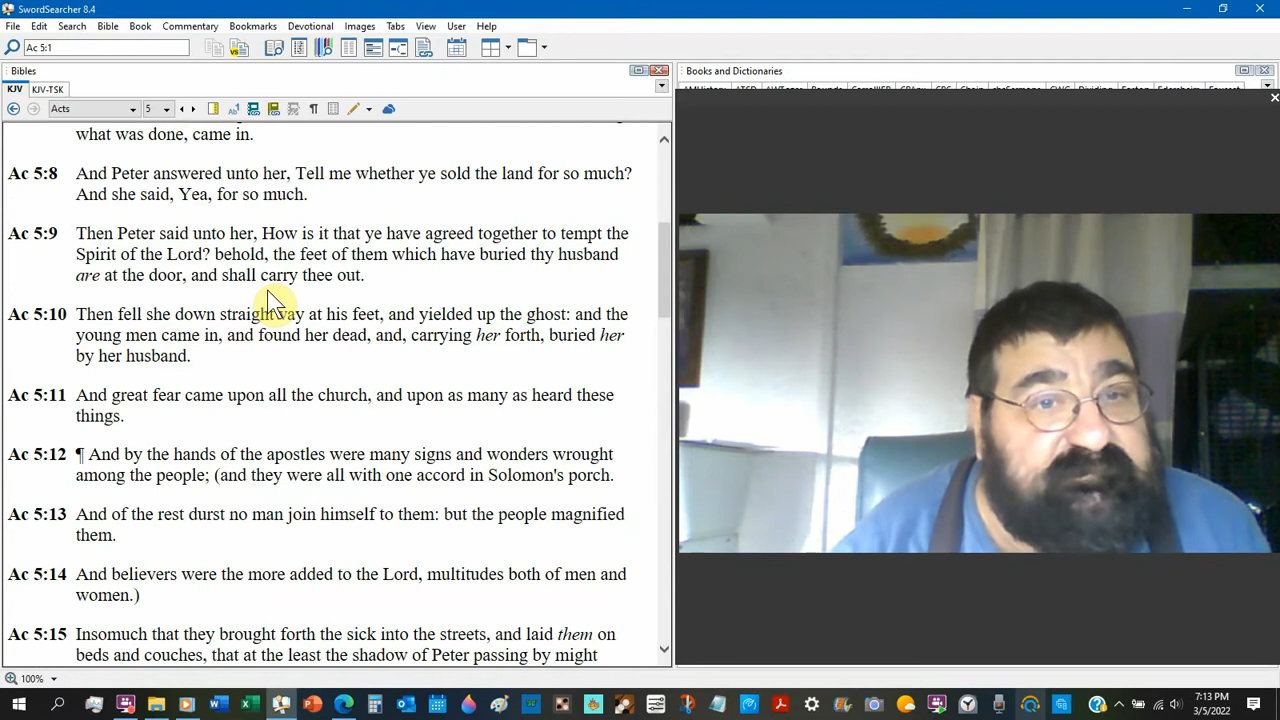 SwordSearcher 8.4
File Edit Search Bible Book Commentary Bookmarks Devotional Images Tabs View User Help
Ac 5:1
Bibles
Books and Dictionaries
KJV KJV-TSK
Acts 5
what was done, came in.
Ac 5:8 And Peter answered unto her, Tell me whether ye sold the land for so much?
And she said, Yea, for so much.
Ac 5:9 Then Peter said unto her, How is it that ye have agreed together to tempt the
Spirit of the Lord? behold, the feet of them which have buried thy husband
are at the door, and shall carry thee out.
Ac 5:10 Then fell she down straightway at his feet, and yielded up the ghost: and the
young men came in, and found her dead, and, carrying her forth, buried her
by her husband.
Ac 5:11 And great fear came upon all the church, and upon as many as heard these
things.
Ac 5:12 ¶ And by the hands of the apostles were many signs and wonders wrought
among the people; (and they were all with one accord in Solomon's porch.
Ac 5:13 And of the rest durst no man join himself to them: but the people magnified
them.
Ac 5:14 And believers were the more added to the Lord, multitudes both of men and
women.)
Ac 5:15 Insomuch that they brought forth the sick into the streets, and laid them on
beds and couches, that at the least the shadow of Peter passing by might
100%
7:13 PM
3/5/2022